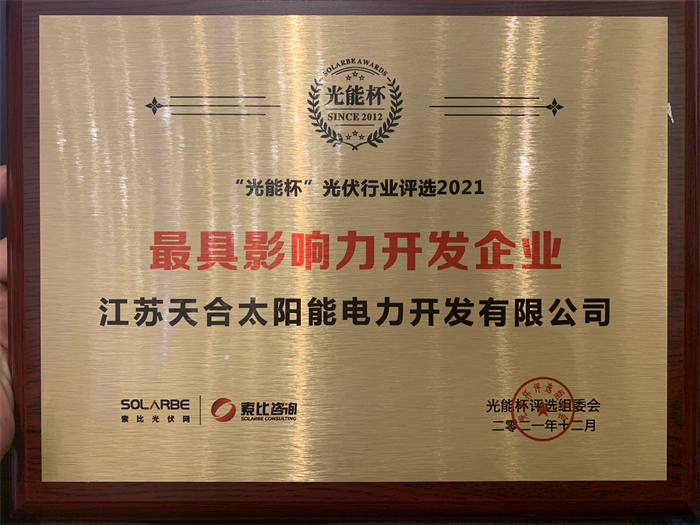 SOLARBE AWARDS
光能杯
SINCE 2012
“光能杯”光伏行业评选2021
最具影响力开发企业
江苏天合太阳能电力开发有限公司
SOLARBE
索比光伏网
索比咨询
SOLARBE CONSULTING
光能杯评选组委会
二零二一年十二月